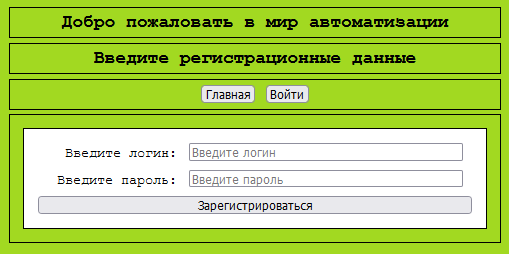 Добро пожаловать в мир автоматизации
Введите регистрационные данные
Главная Войти
Введите логин: Введите логин
Введите пароль: Введите пароль
Зарегистрироваться